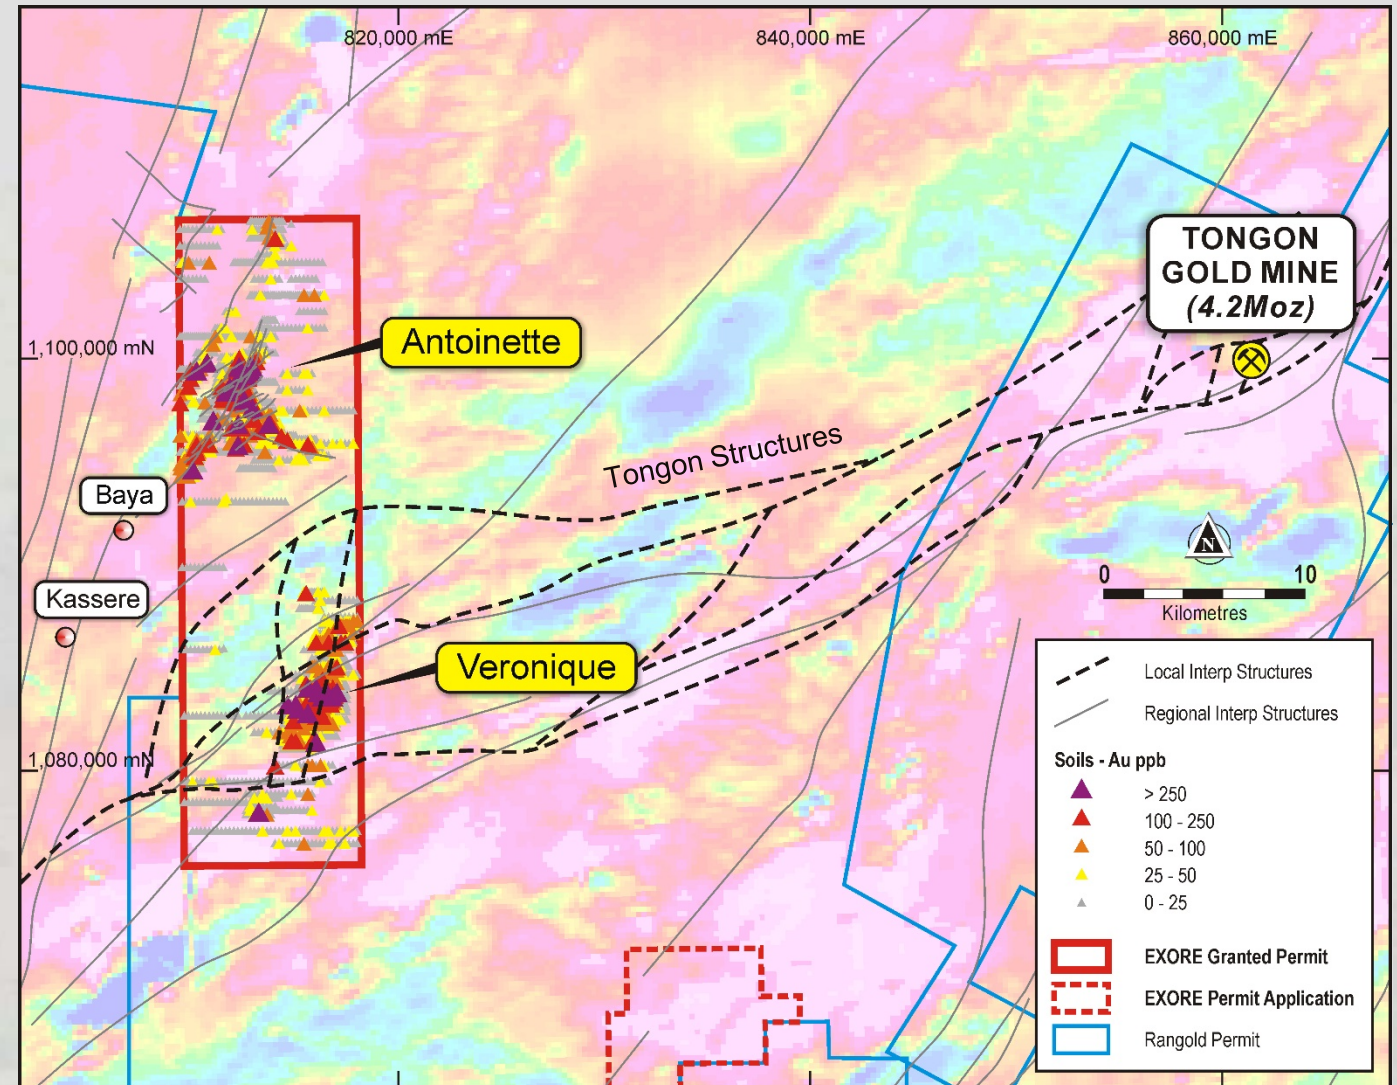 820,000 mE
840,000 mE
860,000 mE
TONGON
GOLD MINE
(4.2Moz)
Antoinette
1,100,000 mN
Tongon Structures
Baya
N
Kassere
0
10
Kilometres
Veronique
1,080,000 mN
Local Interp Structures
Regional Interp Structures
Soils - Au ppb
> 250
100 - 250
50 - 100
25 - 50
0 - 25
EXORE Granted Permit
EXORE Permit Application
Rangold Permit